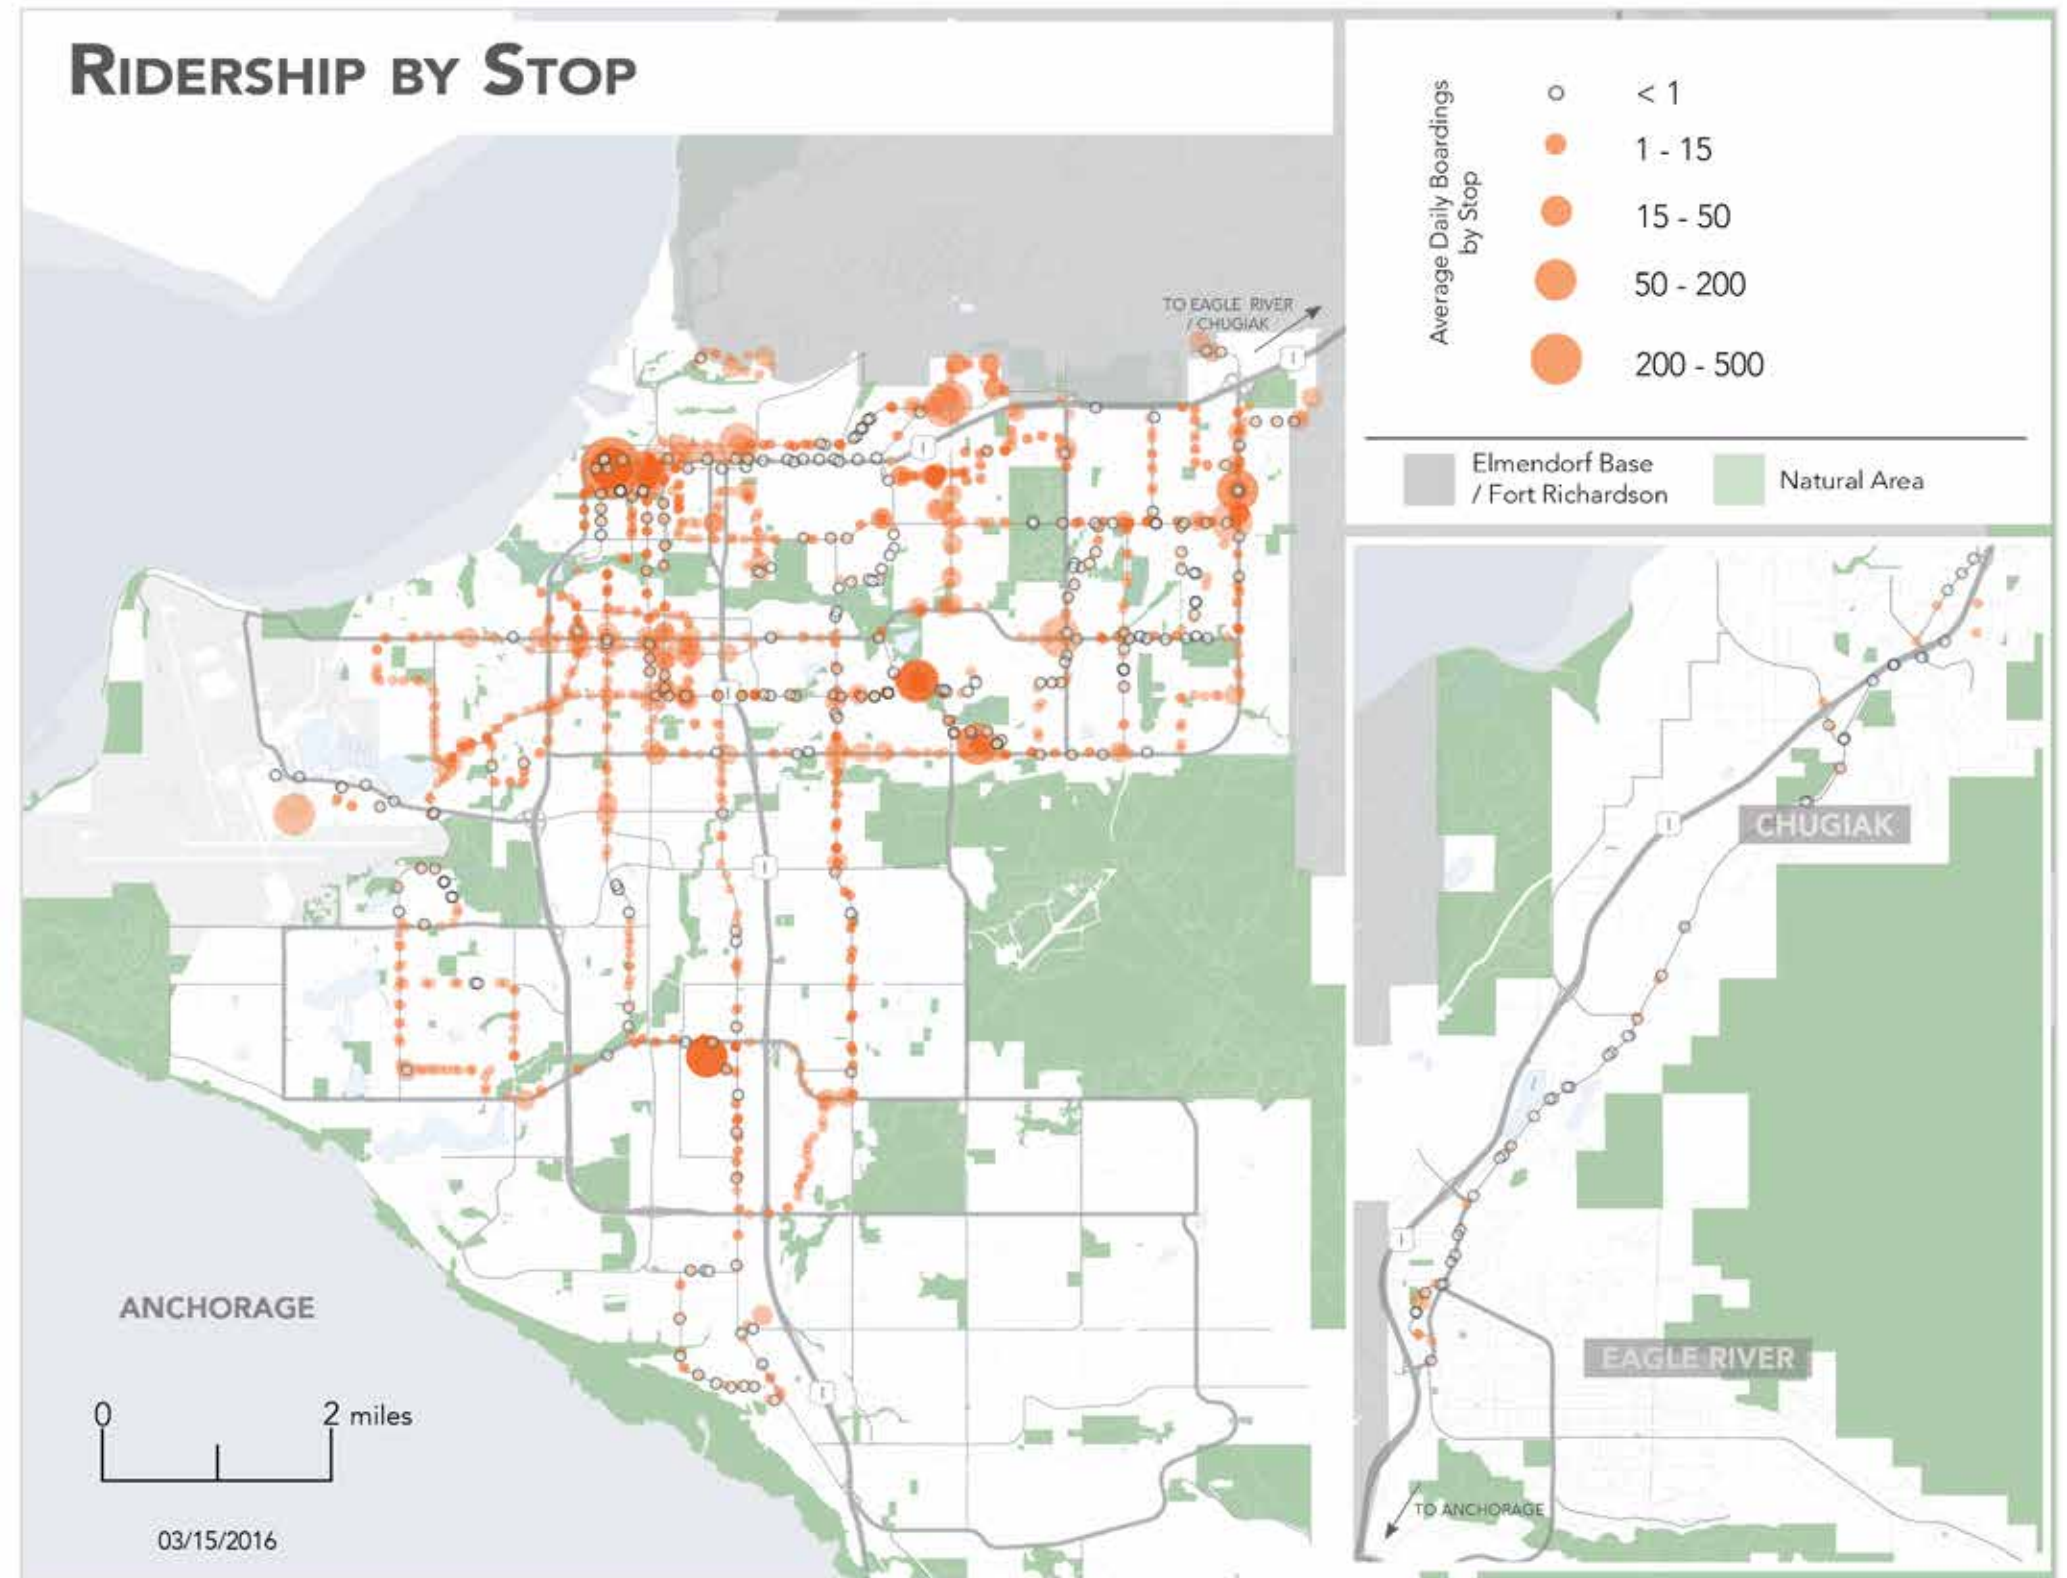 RIDERSHIP BY STOP
Average Daily Boardings
by Stop
< 1
1 - 15
15 - 50
50 - 200
200 - 500
Elmendorf Base
/ Fort Richardson
Natural Area
TO EAGLE RIVER
/ CHUGIAK
ANCHORAGE
0
2 miles
03/15/2016
CHUGIAK
EAGLE RIVER
TO ANCHORAGE